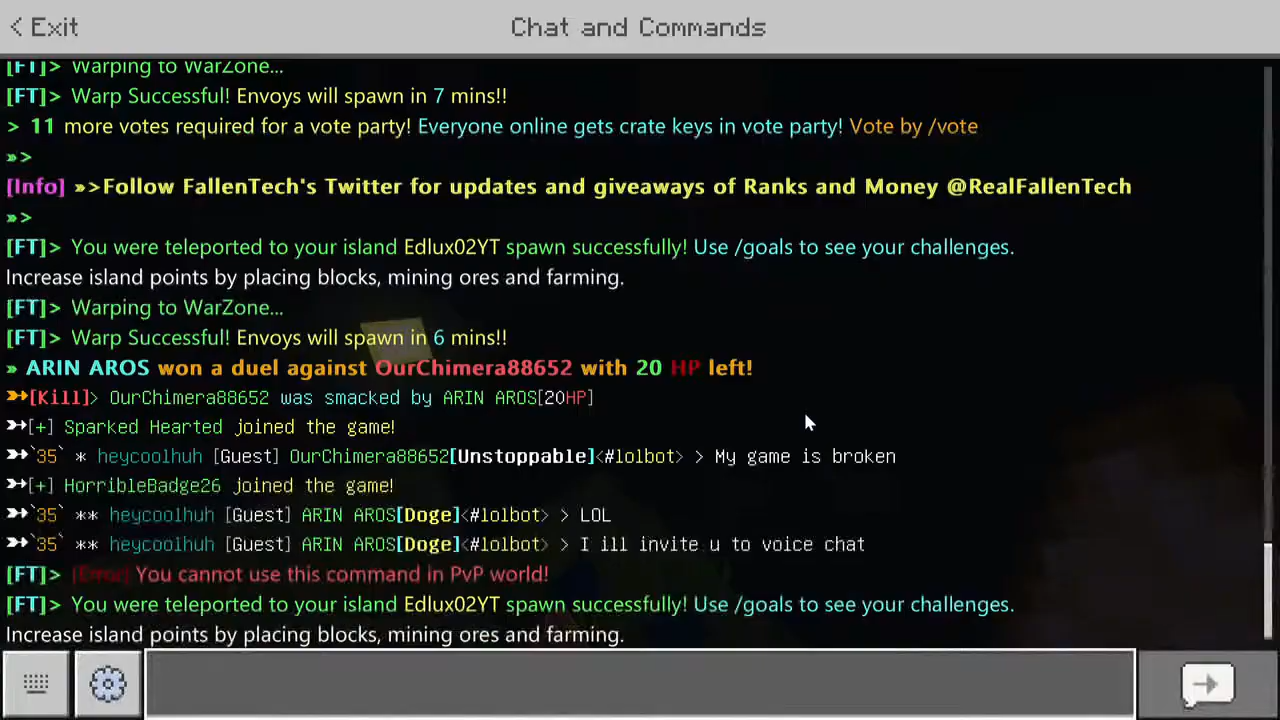 < Exit
Chat and Commands
[FT]> Warping to WarZone...
[FT]> Warp Successful! Envoys will spawn in 7 mins!!
> 11 more votes required for a vote party! Everyone online gets crate keys in vote party! Vote by /vote
»>
[Info] »>Follow FallenTech's Twitter for updates and giveaways of Ranks and Money @RealFallenTech
»>
[FT]> You were teleported to your island Edlux02YT spawn successfully! Use /goals to see your challenges.
Increase island points by placing blocks, mining ores and farming.
[FT]> Warping to WarZone...
[FT]> Warp Successful! Envoys will spawn in 6 mins!!
» ARIN AROS won a duel against OurChimera88652 with 20 HP left!
➳[Kill]> OurChimera88652 was smacked by ARIN AROS[20HP]
➳[+] Sparked Hearted joined the game!
➳`35` * heycoolhuh [Guest] OurChimera88652[Unstoppable]<#lolbot> > My game is broken
➳[+] HorribleBadge26 joined the game!
➳`35` ** heycoolhuh [Guest] ARIN AROS[Doge]<#lolbot> > LOL
➳`35` ** heycoolhuh [Guest] ARIN AROS[Doge]<#lolbot> > I ill invite u to voice chat
[FT]> [Error] You cannot use this command in PvP world!
[FT]> You were teleported to your island Edlux02YT spawn successfully! Use /goals to see your challenges.
Increase island points by placing blocks, mining ores and farming.